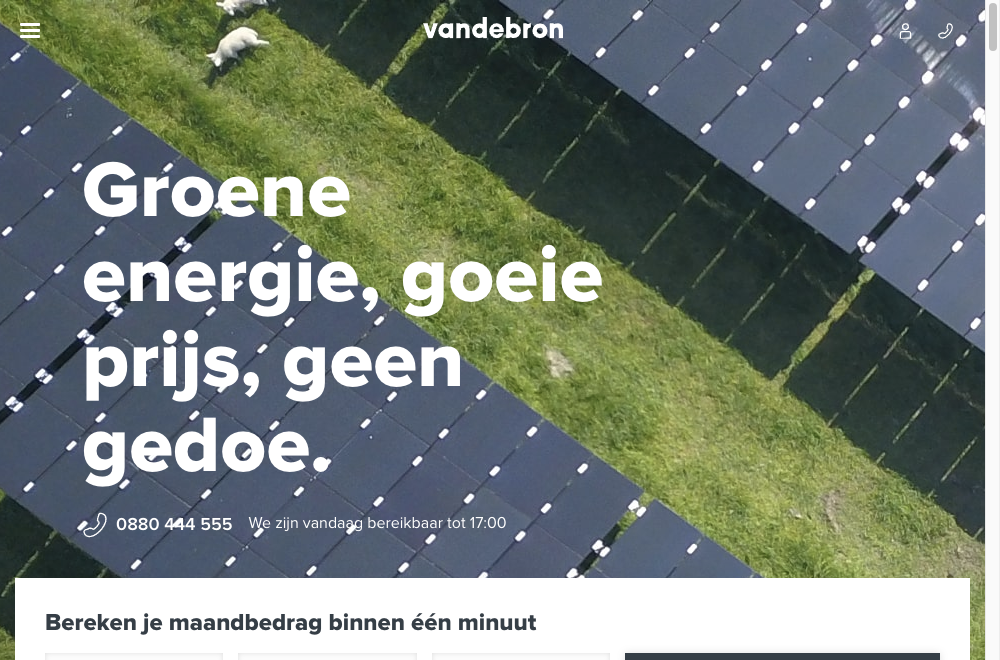 vandebron
Groene
energie, goeie
prijs, geen
gedoe.
0880 444 555 We zijn vandaag bereikbaar tot 17:00
Bereken je maandbedrag binnen één minuut